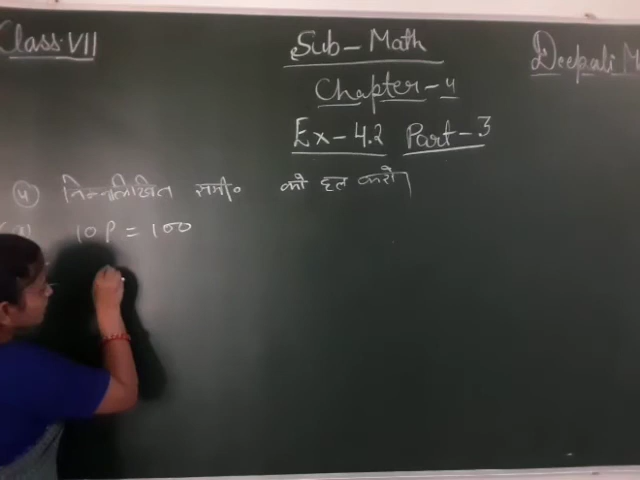 Class VII
Sub- Math
Deepali M
Chapter-4
Ex-4.2 Part-3
④ निम्नलिखित समी० को हल करो।
10P = 100